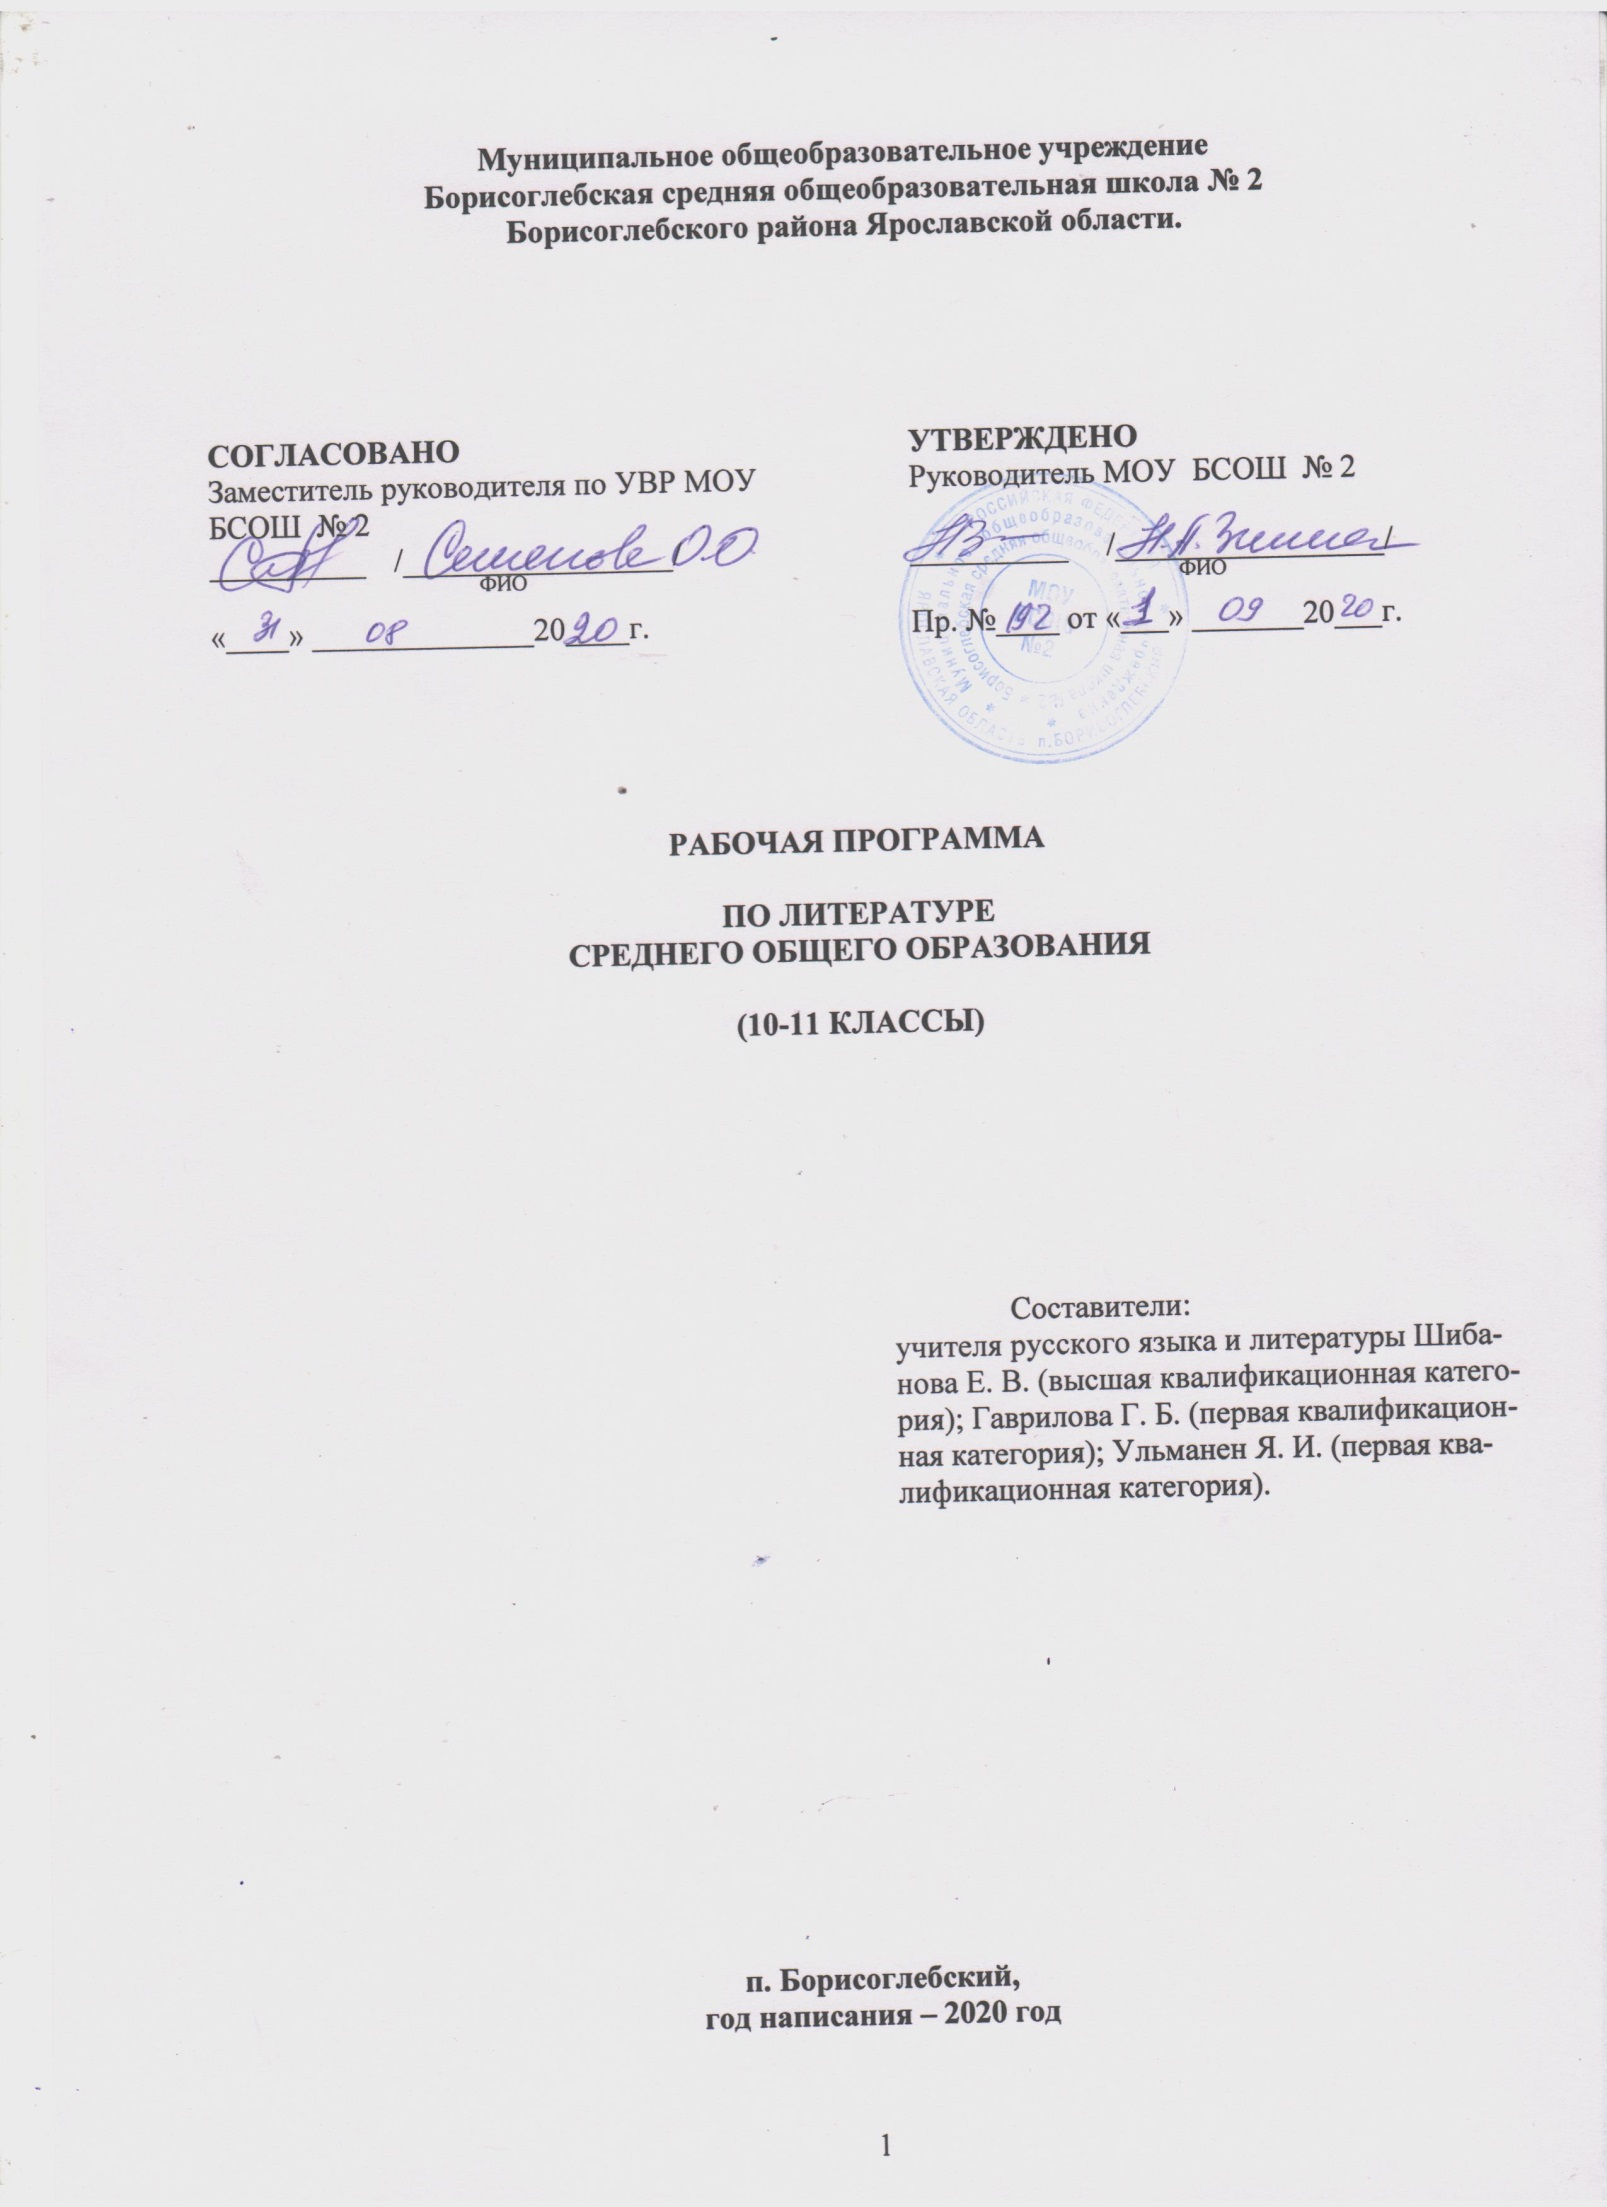 Муниципальное общеобразовательное учреждение
Борисоглебская средняя общеобразовательная школа № 2
Борисоглебского района Ярославской области.
СОГЛАСОВАНО
Заместитель руководителя по УВР МОУ
БСОШ № 2
/ Семенова О.О
ФИО
« 31 » 08 2020 г.
УТВЕРЖДЕНО
Руководитель МОУ БСОШ № 2
/ Н.А. /
ФИО
Пр. № 192 от « 1 » 09 2020 г.
МОУ
№2
РАБОЧАЯ ПРОГРАММА
ПО ЛИТЕРАТУРЕ
СРЕДНЕГО ОБЩЕГО ОБРАЗОВАНИЯ
(10-11 КЛАССЫ)
Составители:
учителя русского языка и литературы Шиба-
нова Е. В. (высшая квалификационная катего-
рия); Гаврилова Г. Б. (первая квалификацион-
ная категория); Ульманен Я. И. (первая ква-
лификационная категория).
п. Борисоглебский,
год написания – 2020 год
1